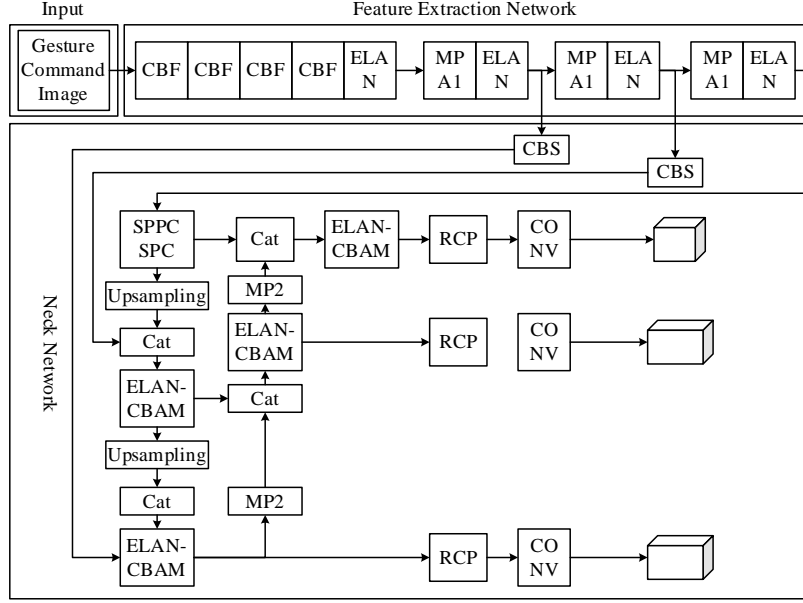 Input
Feature Extraction Network
Gesture
Command
Image
CBF
CBF
CBF
CBF
ELA
N
MP
A1
ELA
N
MP
A1
ELA
N
MP
A1
ELA
N
CBS
CBS
Neck Network
SPPC
SPC
Cat
ELAN-
CBAM
RCP
CO
NV
Upsampling
MP2
Cat
ELAN-
CBAM
RCP
CO
NV
ELAN-
CBAM
Cat
Upsampling
Cat
MP2
ELAN-
CBAM
RCP
CO
NV